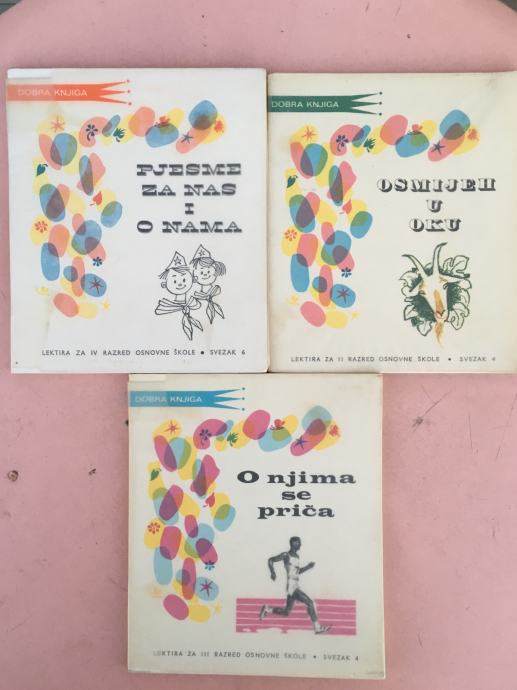 DOBRA KNJIGA
PJESME
ZA NAS
I
O NAMA
LEKTIRA ZA IV RAZRED OSNOVNE ŠKOLE • SVEZAK 6
DOBRA KNJIGA
OSMIJEH
U
OKU
LEKTIRA ZA II RAZRED OSNOVNE ŠKOLE • SVEZAK 4
DOBRA KNJIGA
O njima
se
priča
LEKTIRA ZA III RAZRED OSNOVNE ŠKOLE • SVEZAK 4